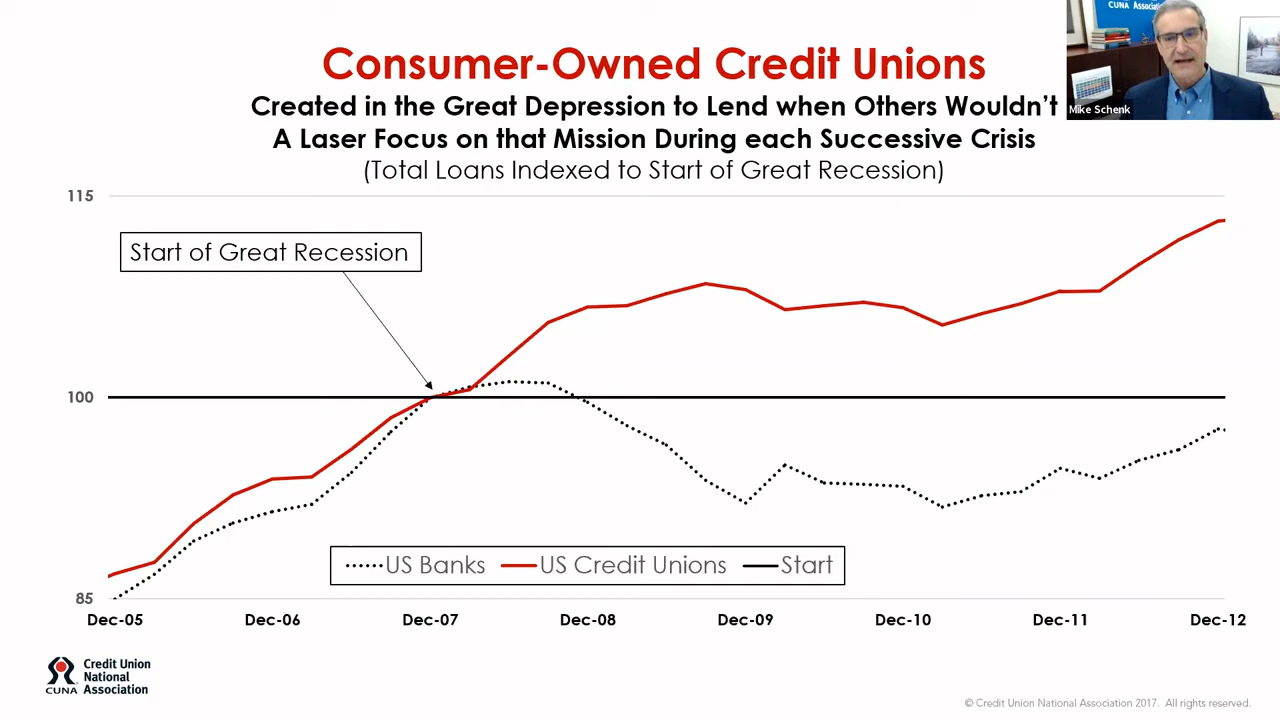 Consumer-Owned Credit Unions
CUNA Associa
Created in the Great Depression to Lend when Others Wouldn't
Mike Schenk
A Laser Focus on that Mission During each Successive Crisis
(Total Loans Indexed to Start of Great Recession)
115
Start of Great Recession
100
US Banks US Credit Unions Start
85
Dec-05 Dec-06 Dec-07 Dec-08 Dec-09 Dec-10 Dec-11 Dec-12
CUNA
Credit Union
National
Association
© Credit Union National Association 2017. All rights reserved.